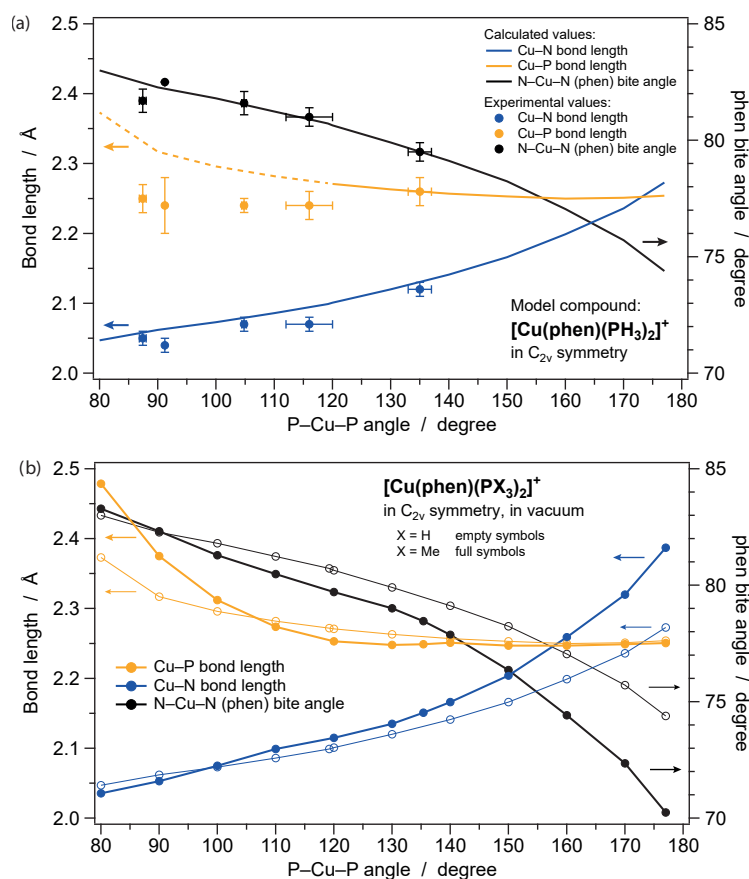 (a)
2.5
2.4
2.3
2.2
2.1
2.0
Bond length / Å
85
80
75
70
phen bite angle / degree
Calculated values:
Cu–N bond length
Cu–P bond length
N–Cu–N (phen) bite angle
Experimental values:
Cu–N bond length
Cu–P bond length
N–Cu–N (phen) bite angle
Model compound:
[Cu(phen)(PH3)2]+
in C2v symmetry
80 90 100 110 120 130 140 150 160 170 180
P–Cu–P angle / degree
(b)
2.5
2.4
2.3
2.2
2.1
2.0
Bond length / Å
85
80
75
70
phen bite angle / degree
[Cu(phen)(PX3)2]+
in C2v symmetry, in vacuum
X = H empty symbols
X = Me full symbols
Cu–P bond length
Cu–N bond length
N–Cu–N (phen) bite angle
80 90 100 110 120 130 140 150 160 170 180
P–Cu–P angle / degree